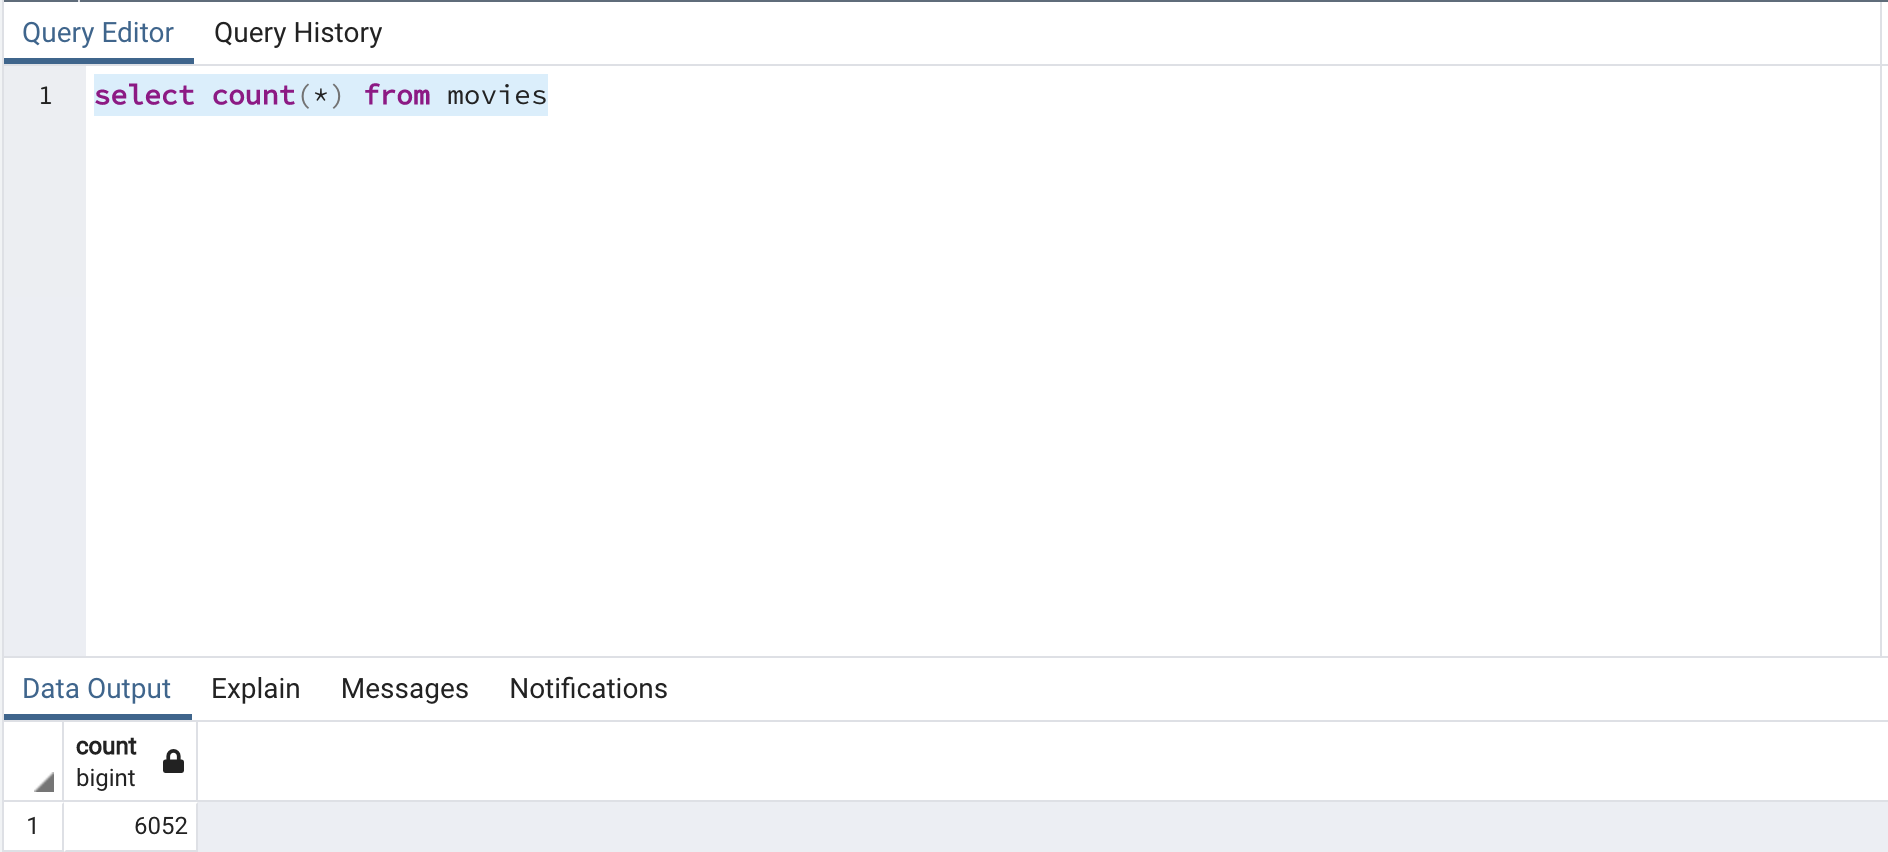 Query Editor Query History
1 select count(*) from movies
Data Output Explain Messages Notifications
count
bigint
1 6052